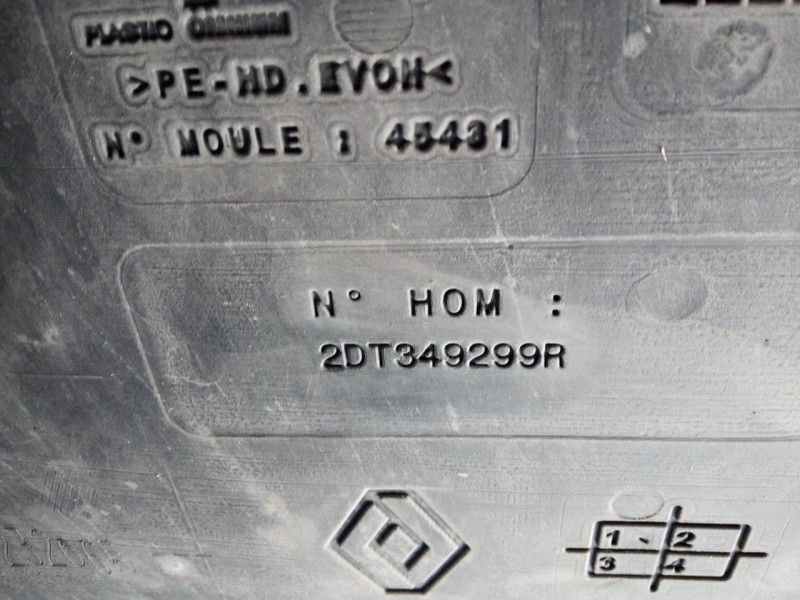 PLASTIC OMNIUM
>PE-HD.EVOH<
N° MOULE : 45431
N° HOM :
2DT349299R
1 - 2
3 4